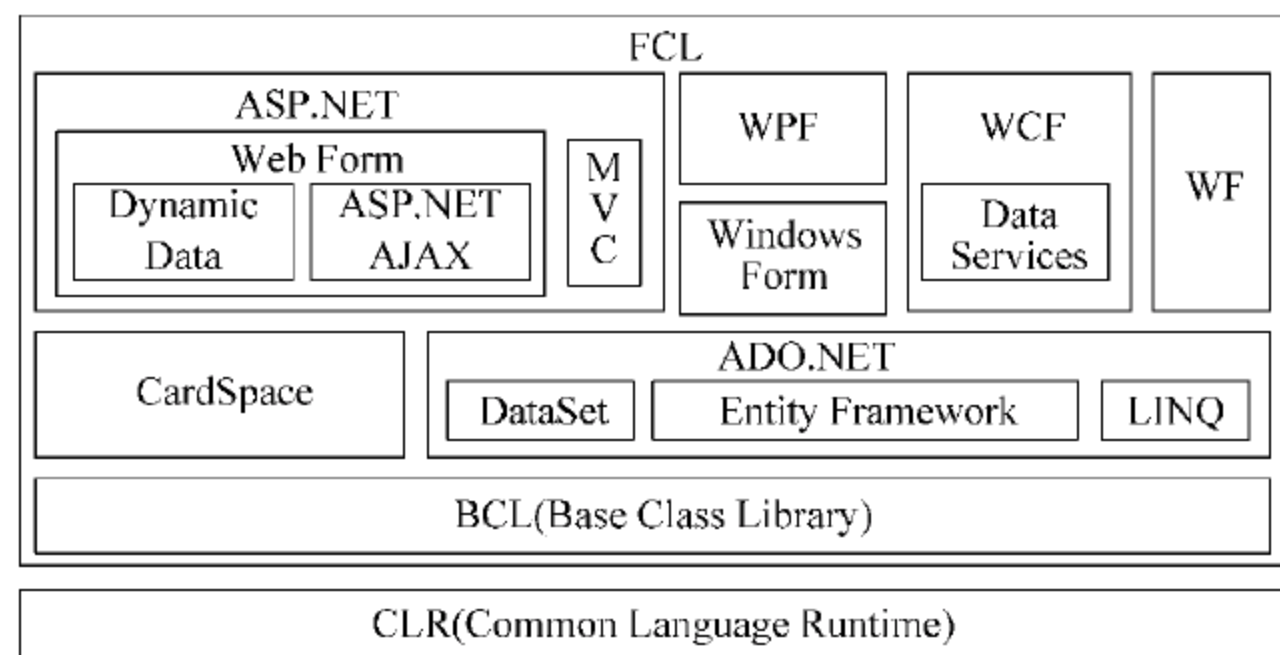 FCL
ASP.NET
Web Form
Dynamic
Data
ASP.NET
AJAX
M
V
C
WPF
Windows
Form
WCF
Data
Services
WF
CardSpace
ADO.NET
DataSet
Entity Framework
LINQ
BCL(Base Class Library)
CLR(Common Language Runtime)